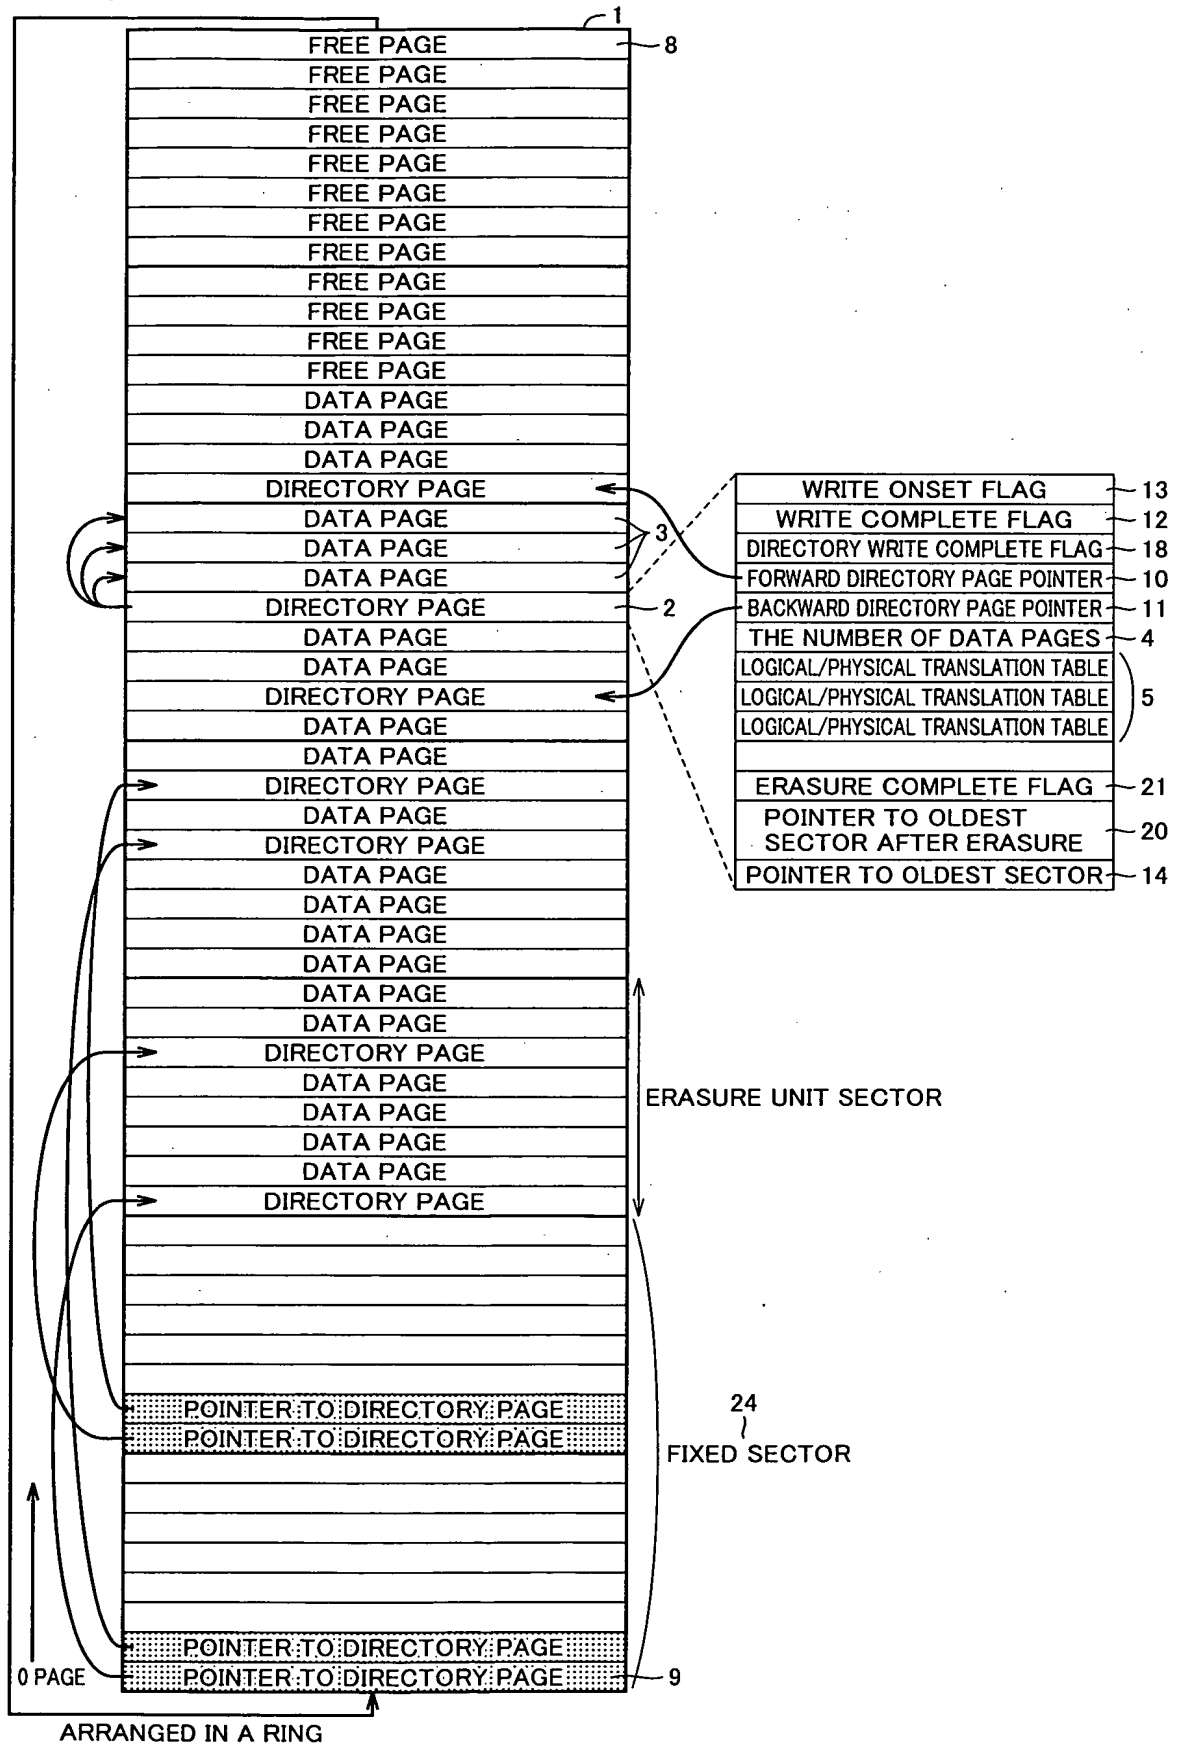 1
FREE PAGE 8
FREE PAGE
FREE PAGE
FREE PAGE
FREE PAGE
FREE PAGE
FREE PAGE
FREE PAGE
FREE PAGE
FREE PAGE
FREE PAGE
FREE PAGE
DATA PAGE
DATA PAGE
DATA PAGE
DIRECTORY PAGE
DATA PAGE
DATA PAGE 3
DATA PAGE
DIRECTORY PAGE 2
DATA PAGE
DATA PAGE
DIRECTORY PAGE
DATA PAGE
DATA PAGE
DIRECTORY PAGE
DATA PAGE
DIRECTORY PAGE
DATA PAGE
DATA PAGE
DATA PAGE
DATA PAGE
DATA PAGE
DATA PAGE
DIRECTORY PAGE
DATA PAGE
DATA PAGE
DATA PAGE
DATA PAGE
DIRECTORY PAGE
WRITE ONSET FLAG 13
WRITE COMPLETE FLAG 12
DIRECTORY WRITE COMPLETE FLAG 18
FORWARD DIRECTORY PAGE POINTER 10
BACKWARD DIRECTORY PAGE POINTER 11
THE NUMBER OF DATA PAGES 4
LOGICAL/PHYSICAL TRANSLATION TABLE
LOGICAL/PHYSICAL TRANSLATION TABLE 5
LOGICAL/PHYSICAL TRANSLATION TABLE
ERASURE COMPLETE FLAG 21
POINTER TO OLDEST
SECTOR AFTER ERASURE 20
POINTER TO OLDEST SECTOR 14
ERASURE UNIT SECTOR
POINTER TO DIRECTORY PAGE
POINTER TO DIRECTORY PAGE
24
FIXED SECTOR
POINTER TO DIRECTORY PAGE
0 PAGE
POINTER TO DIRECTORY PAGE 9
ARRANGED IN A RING